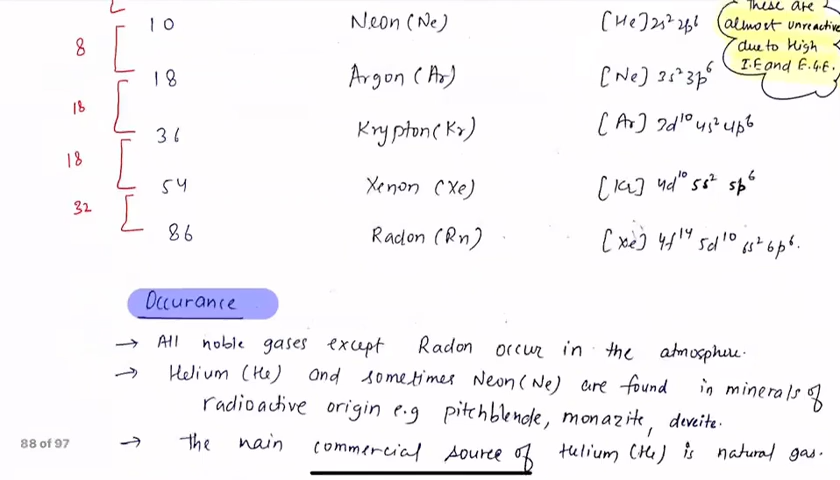 These are
almost unreactive
due to High
I.E and E.G.E.
10 Neon (Ne) [He] 2s² 2p⁶
8
18 Argon (Ar) [Ne] 3s² 3p⁶
18
36 Krypton (Kr) [Ar] 3d¹⁰ 4s² 4p⁶
18
54 Xenon (Xe) [Kr] 4d¹⁰ 5s² 5p⁶
32
86 Radon (Rn) [Xe] 4f¹⁴ 5d¹⁰ 6s² 6p⁶.
Occurance
→ All noble gases except Radon occur in the atmosphere.
→ Helium (He) and sometimes Neon (Ne) are found in minerals of
radioactive origin e.g pitchblende, monazite, cleveite.
88 of 97
→ The main commercial source of Helium (He) is natural gas.